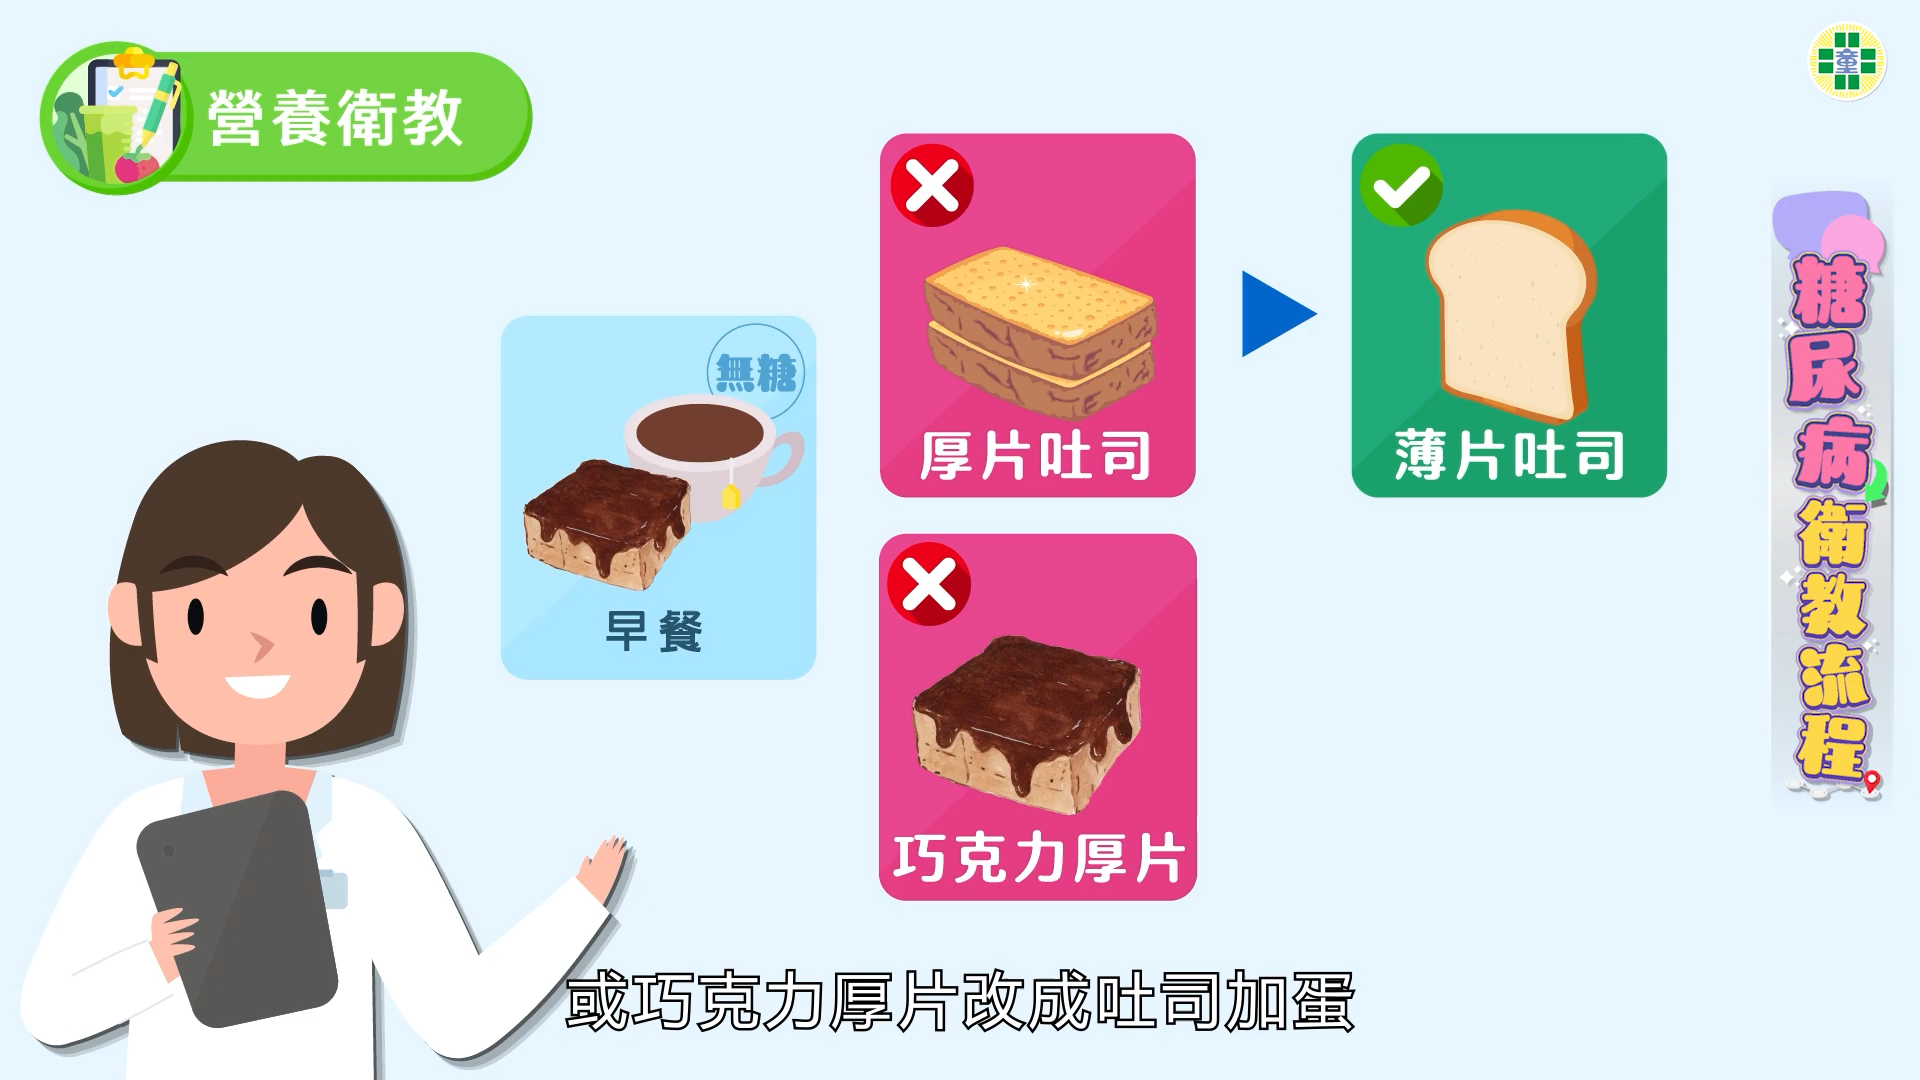 營養衛教
童
無糖
早餐
厚片吐司
薄片吐司
巧克力厚片
糖尿病衛教流程
或巧克力厚片改成吐司加蛋